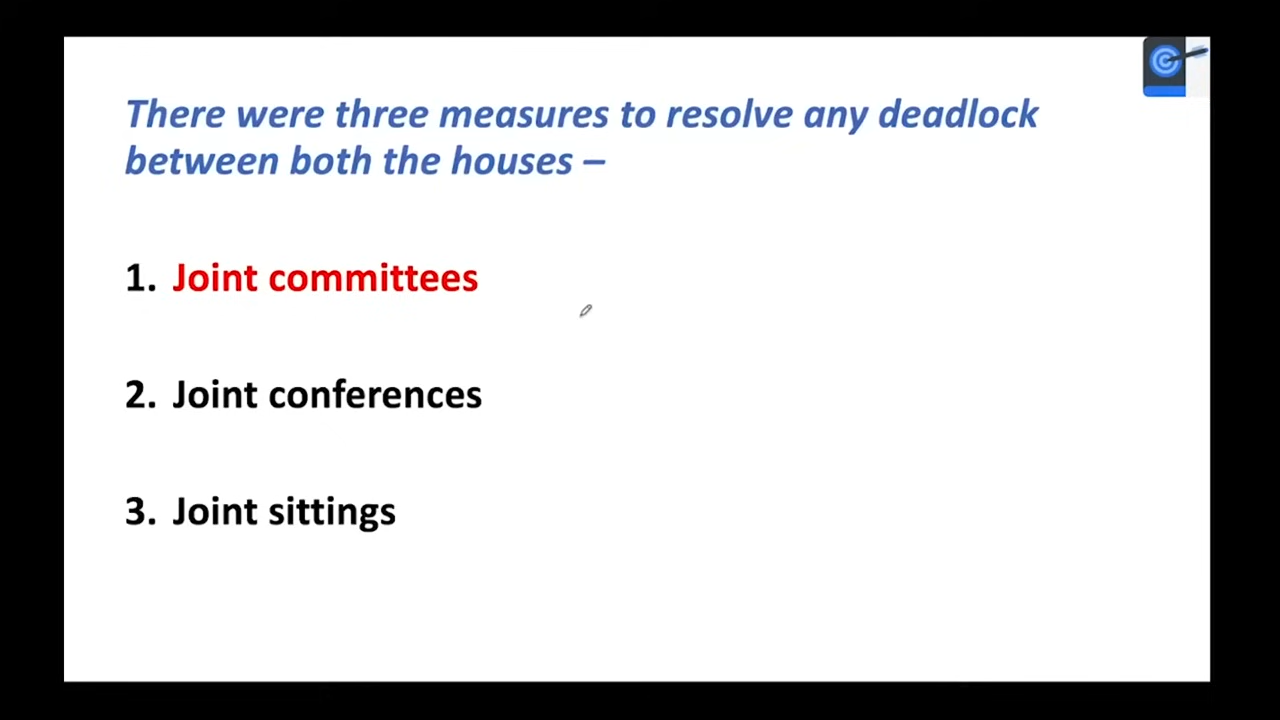 There were three measures to resolve any deadlock
between both the houses –
1. Joint committees
2. Joint conferences
3. Joint sittings